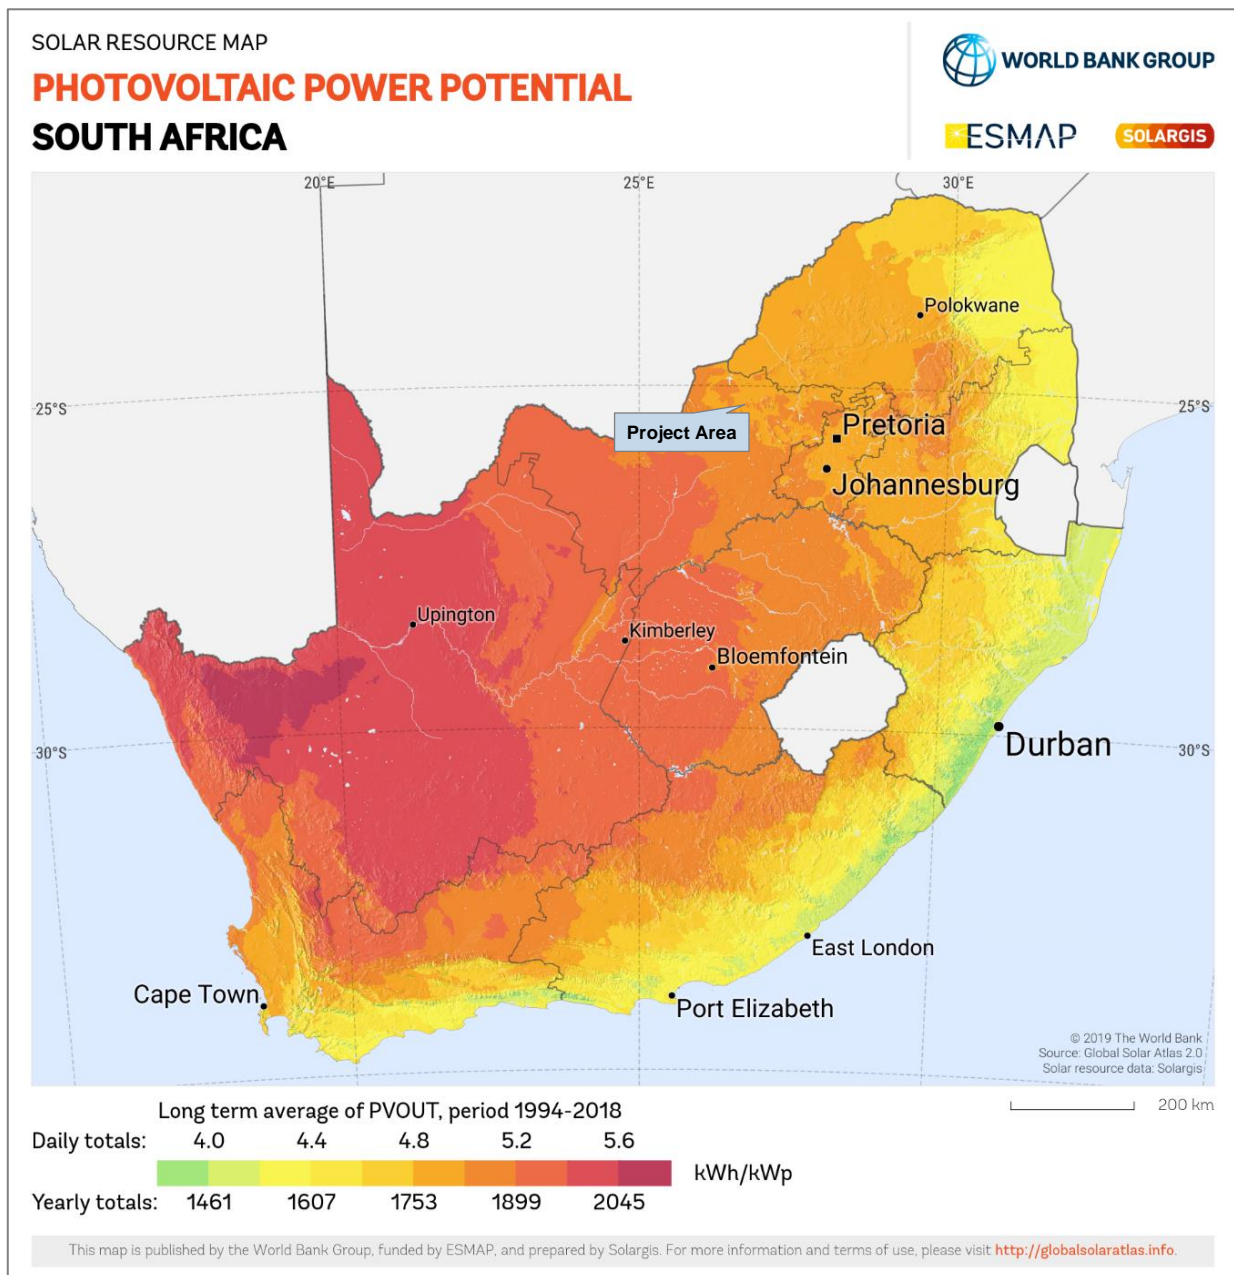 SOLAR RESOURCE MAP
PHOTOVOLTAIC POWER POTENTIAL
SOUTH AFRICA
WORLD BANK GROUP
ESMAP
SOLARGIS
20°E
25°E
30°E
Polokwane
25°S
25°S
Project Area
Pretoria
Johannesburg
Upington
Kimberley
Bloemfontein
30°S
Durban
30°S
East London
Cape Town
Port Elizabeth
© 2019 The World Bank
Source: Global Solar Atlas 2.0
Solar resource data: Solargis
Long term average of PVOUT, period 1994-2018
200 km
Daily totals: 4.0 4.4 4.8 5.2 5.6
kWh/kWp
Yearly totals: 1461 1607 1753 1899 2045
This map is published by the World Bank Group, funded by ESMAP, and prepared by Solargis. For more information and terms of use, please visit http://globalsolaratlas.info.